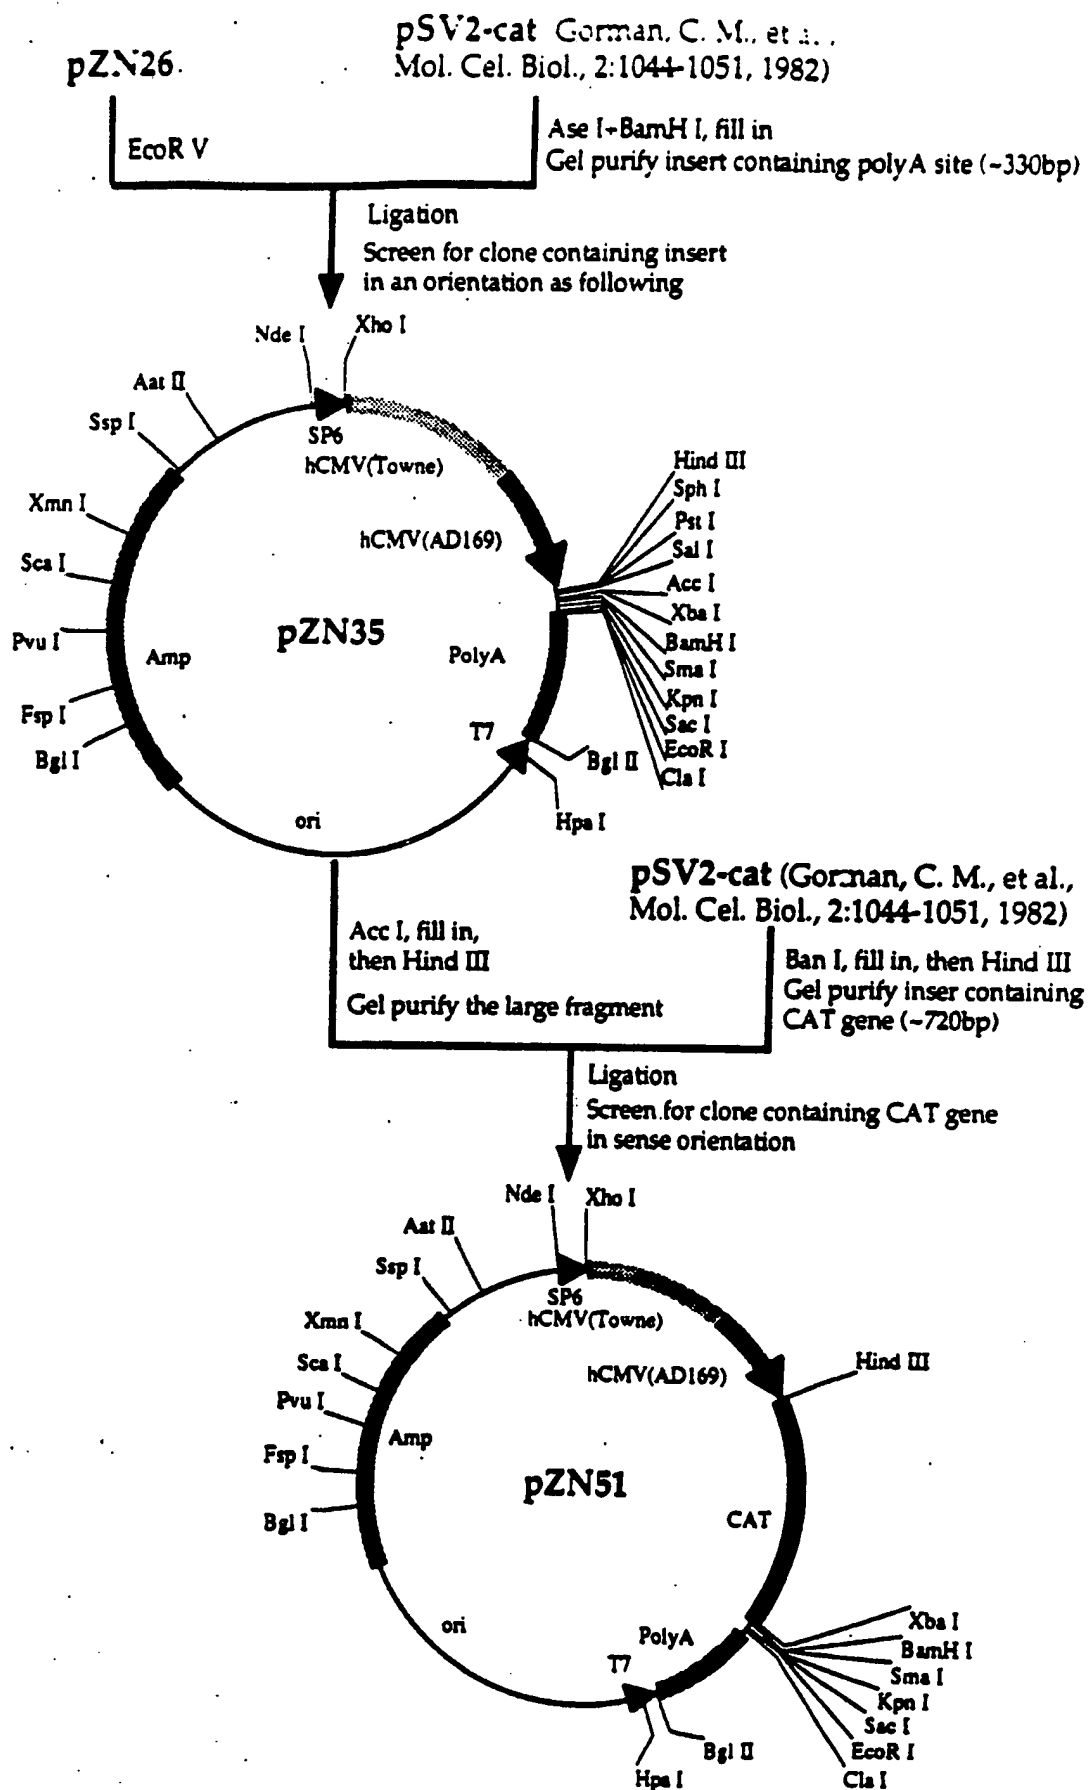 pZN26
pSV2-cat Gorman, C. M., et a.,
Mol. Cel. Biol., 2:1044-1051, 1982)
EcoR V
Ase I+BamH I, fill in
Gel purify insert containing polyA site (~330bp)
Ligation
Screen for clone containing insert
in an orientation as following
Nde I
Xho I
Aat II
Ssp I
Xmn I
Sca I
Pvu I
Fsp I
Bgl I
SP6
hCMV(Towne)
hCMV(AD169)
Hind III
Sph I
Pst I
Sal I
Acc I
Xba I
BamH I
Sma I
Kpn I
Sac I
EcoR I
Cla I
pZN35
Amp
PolyA
T7
Bgl II
Hpa I
ori
pSV2-cat (Gorman, C. M., et al.,
Mol. Cel. Biol., 2:1044-1051, 1982)
Acc I, fill in,
then Hind III
Gel purify the large fragment
Ban I, fill in, then Hind III
Gel purify inser containing
CAT gene (~720bp)
Ligation
Screen for clone containing CAT gene
in sense orientation
Nde I
Xho I
Aat II
Ssp I
Xmn I
Sca I
Pvu I
Fsp I
Bgl I
SP6
hCMV(Towne)
hCMV(AD169)
Hind III
Amp
pZN51
CAT
ori
PolyA
T7
Xba I
BamH I
Sma I
Kpn I
Sac I
EcoR I
Cla I
Bgl II
Hpa I